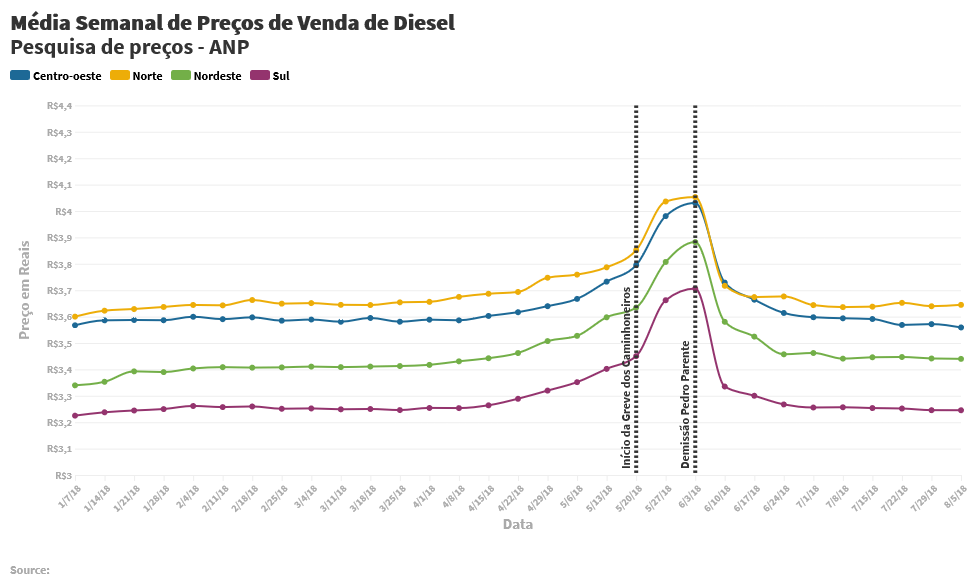 Média Semanal de Preços de Venda de Diesel
Pesquisa de preços - ANP
Centro-oeste Norte Nordeste Sul
R$4,4
R$4,3
R$4,2
R$4,1
R$4
R$3,9
R$3,8
R$3,7
R$3,6
R$3,5
R$3,4
R$3,3
R$3,2
R$3,1
R$3
Preço em Reais
Início da Greve dos Caminhoneiros
Demissão Pedro Parente
1/7/18
1/14/18
1/21/18
1/28/18
2/4/18
2/11/18
2/18/18
2/25/18
3/4/18
3/11/18
3/18/18
3/25/18
4/1/18
4/8/18
4/15/18
4/22/18
4/29/18
5/6/18
5/13/18
5/20/18
5/27/18
6/3/18
6/10/18
6/17/18
6/24/18
7/1/18
7/8/18
7/15/18
7/22/18
7/29/18
8/5/18
Data
Source: